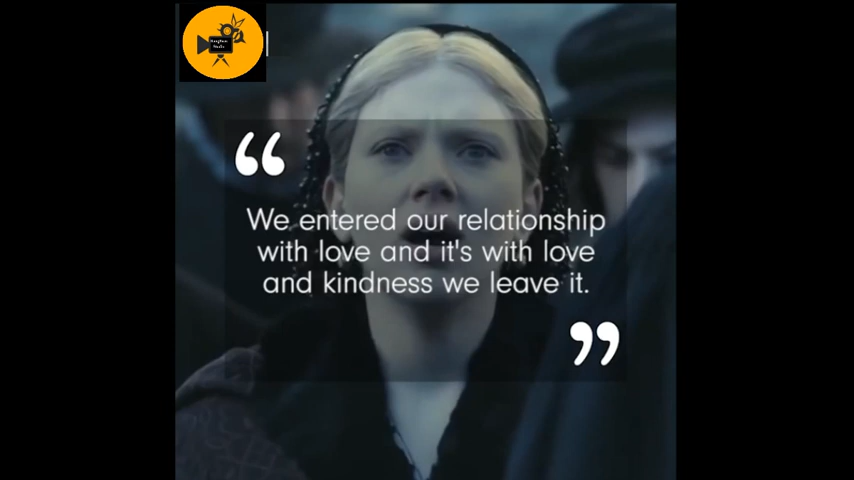 “
We entered our relationship
with love and it's with love
and kindness we leave it.
”